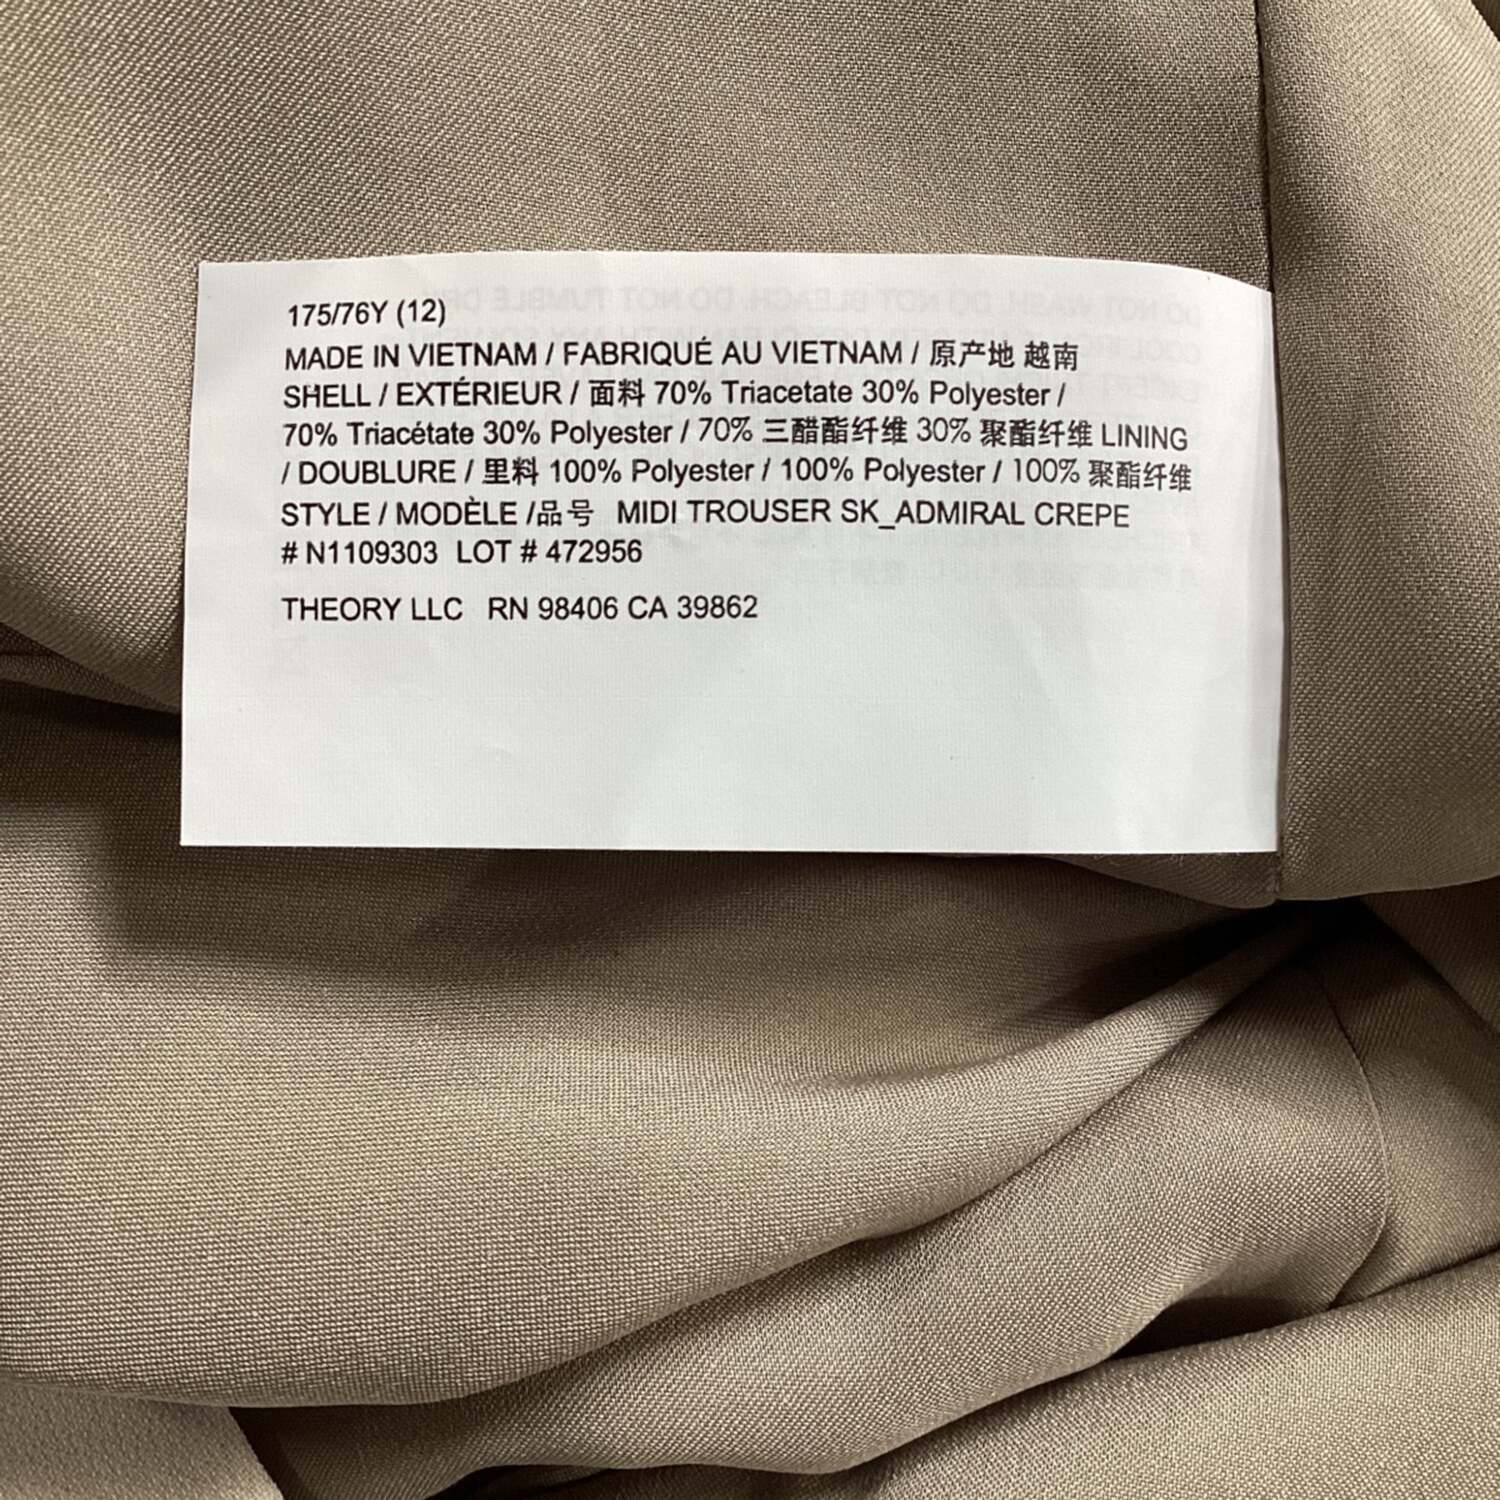 175/76Y (12)
MADE IN VIETNAM / FABRIQUÉ AU VIETNAM / 原产地 越南
SHELL / EXTÉRIEUR / 面料 70% Triacetate 30% Polyester /
70% Triacétate 30% Polyester / 70% 三醋酯纤维 30% 聚酯纤维 LINING
/ DOUBLURE / 里料 100% Polyester / 100% Polyester / 100% 聚酯纤维
STYLE / MODÈLE /品号 MIDI TROUSER SK_ADMIRAL CREPE
# N1109303 LOT # 472956
THEORY LLC RN 98406 CA 39862